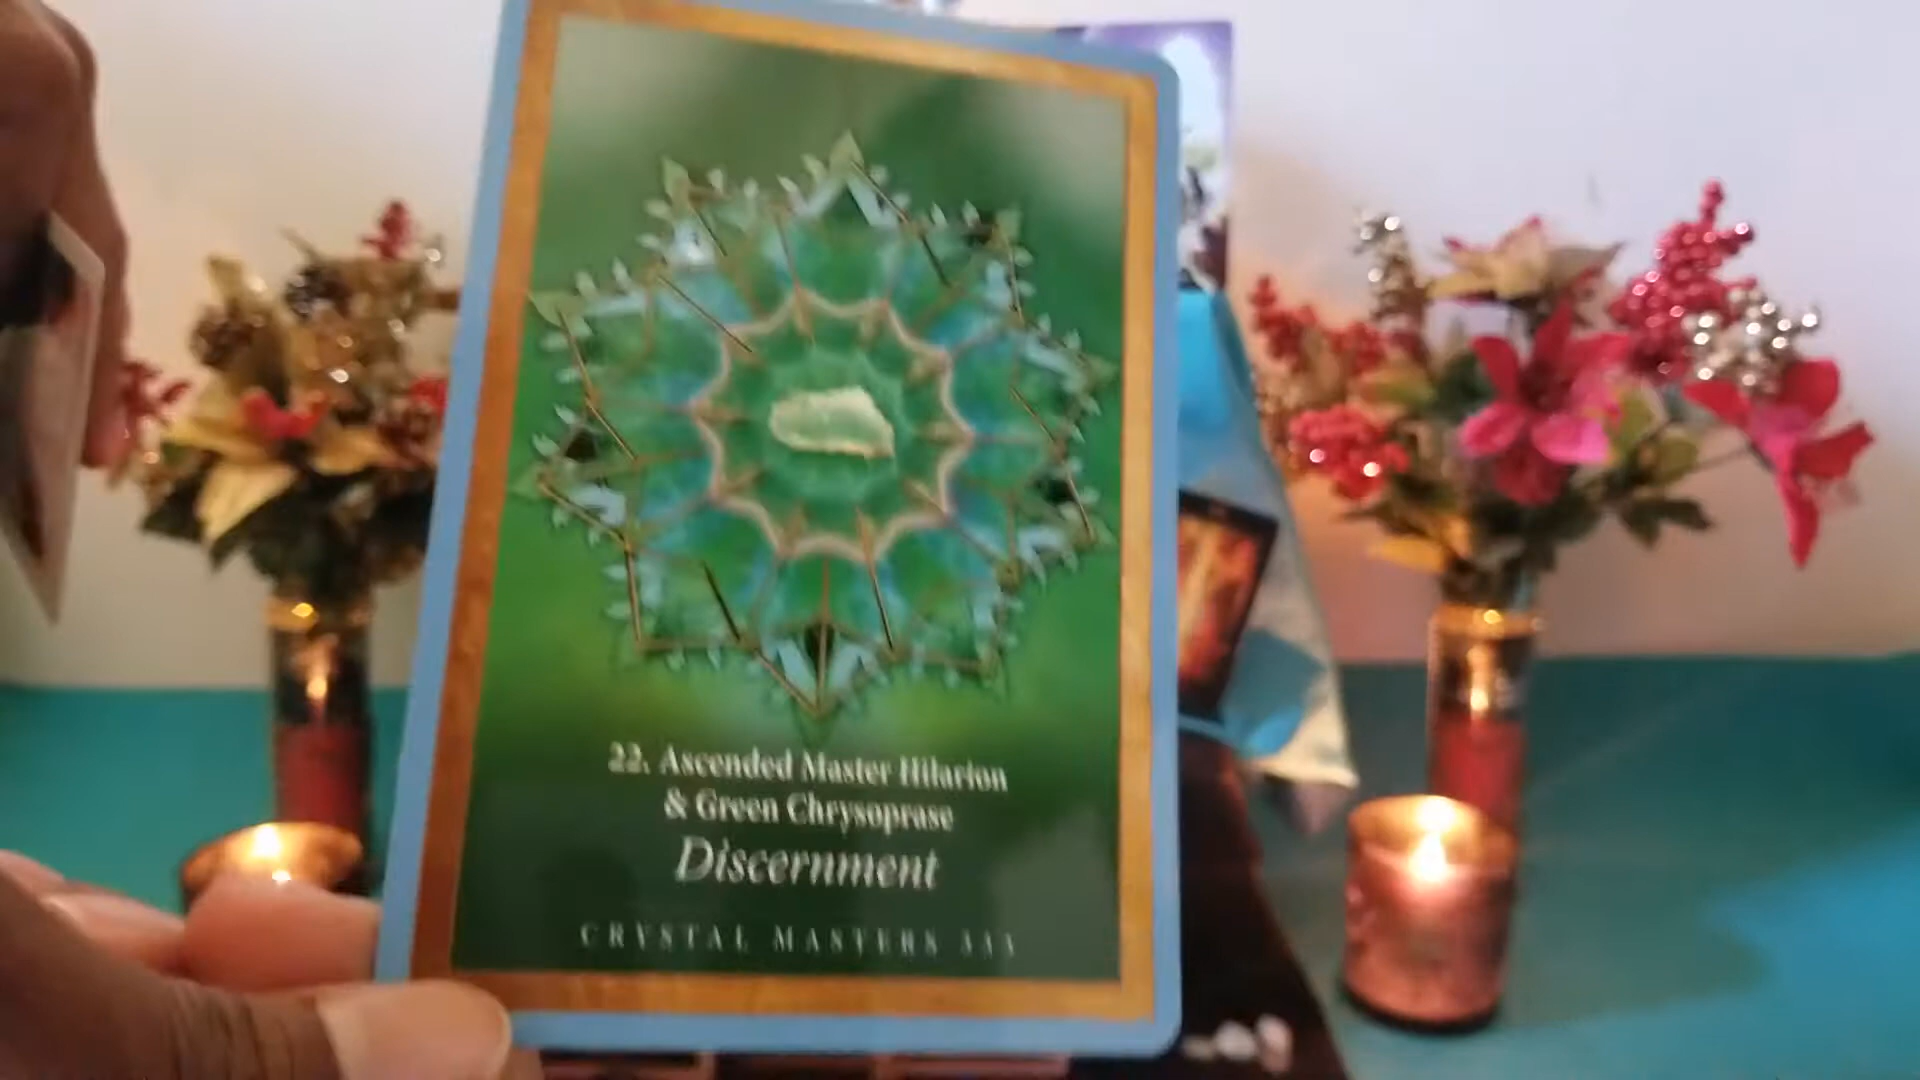 22. Ascended Master Hilarion
& Green Chrysoprase
Discernment
CRYSTAL MASTERS 333